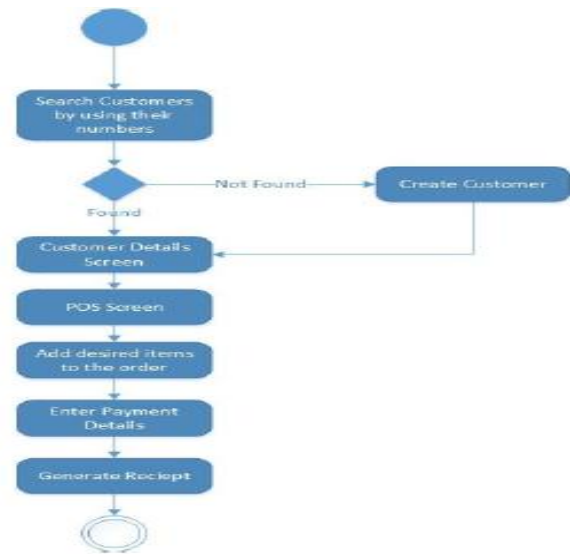 Search Customers
by using their
numbers
Not Found
Create Customer
Found
Customer Details
Screen
POS Screen
Add desired items
to the order
Enter Payment
Details
Generate Reciept